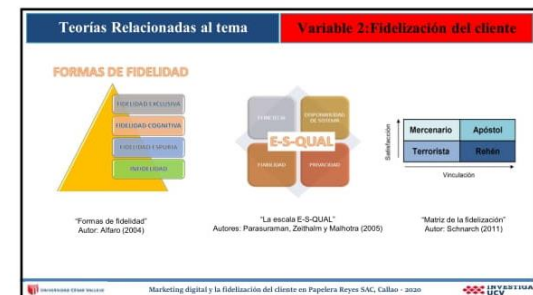 Teorías Relacionadas al tema
Variable 2:Fidelización del cliente
FORMAS DE FIDELIDAD
FIDELIDAD EXCLUSIVA
FIDELIDAD COGNITIVA
FIDELIDAD ESPURIA
INFIDELIDAD
"Formas de fidelidad"
Autor: Alfaro (2004)
DISPONIBILIDAD
DE SISTEMA
E-S-QUAL
FIABILIDAD
PRIVACIDAD
"La escala E-S-QUAL"
Autores: Parasuraman, Zeithalm y Malhotra (2005)
Satisfacción
Mercenario
Apóstol
Terrorista
Rehén
Vinculación
"Matriz de la fidelización"
Autor: Schnarch (2011)
UNIVERSIDAD CÉSAR VALLEJO
Marketing digital y la fidelización del cliente en Papelera Reyes SAC, Callao - 2020
INVESTIGA
UCV